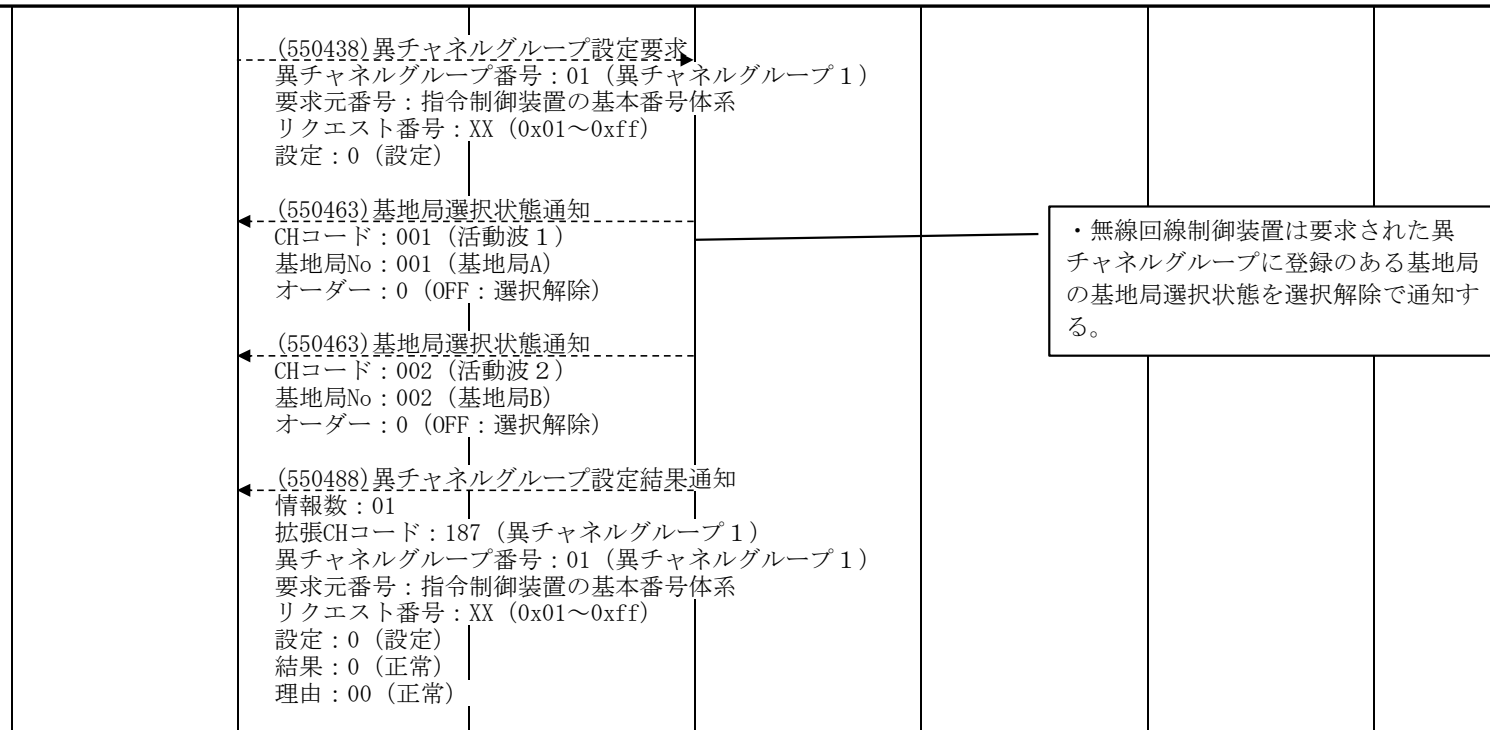 (550438)異チャネルグループ設定要求
異チャネルグループ番号：01（異チャネルグループ１）
要求元番号：指令制御装置の基本番号体系
リクエスト番号：XX（0x01～0xff）
設定：0（設定）
(550463)基地局選択状態通知
CHコード：001（活動波１）
基地局No：001（基地局A）
オーダー：0（OFF：選択解除）
・無線回線制御装置は要求された異
チャネルグループに登録のある基地局
の基地局選択状態を選択解除で通知す
る。
(550463)基地局選択状態通知
CHコード：002（活動波２）
基地局No：002（基地局B）
オーダー：0（OFF：選択解除）
(550488)異チャネルグループ設定結果通知
情報数：01
拡張CHコード：187（異チャネルグループ１）
異チャネルグループ番号：01（異チャネルグループ１）
要求元番号：指令制御装置の基本番号体系
リクエスト番号：XX（0x01～0xff）
設定：0（設定）
結果：0（正常）
理由：00（正常）